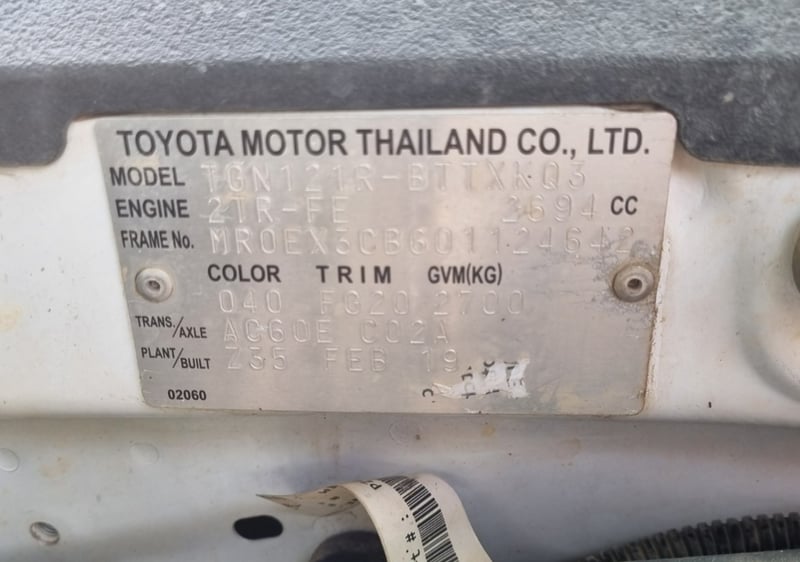 TOYOTA MOTOR THAILAND CO., LTD.
MODEL TGN121R-BTTXKQ3
ENGINE 2TR-FE 2694 CC
FRAME No. MR0EX3CB601124642
COLOR TRIM GVM(KG)
040 FG20 2700
TRANS./AXLE AC60E C02A
PLANT/BUILT Z35 FEB 19
02060